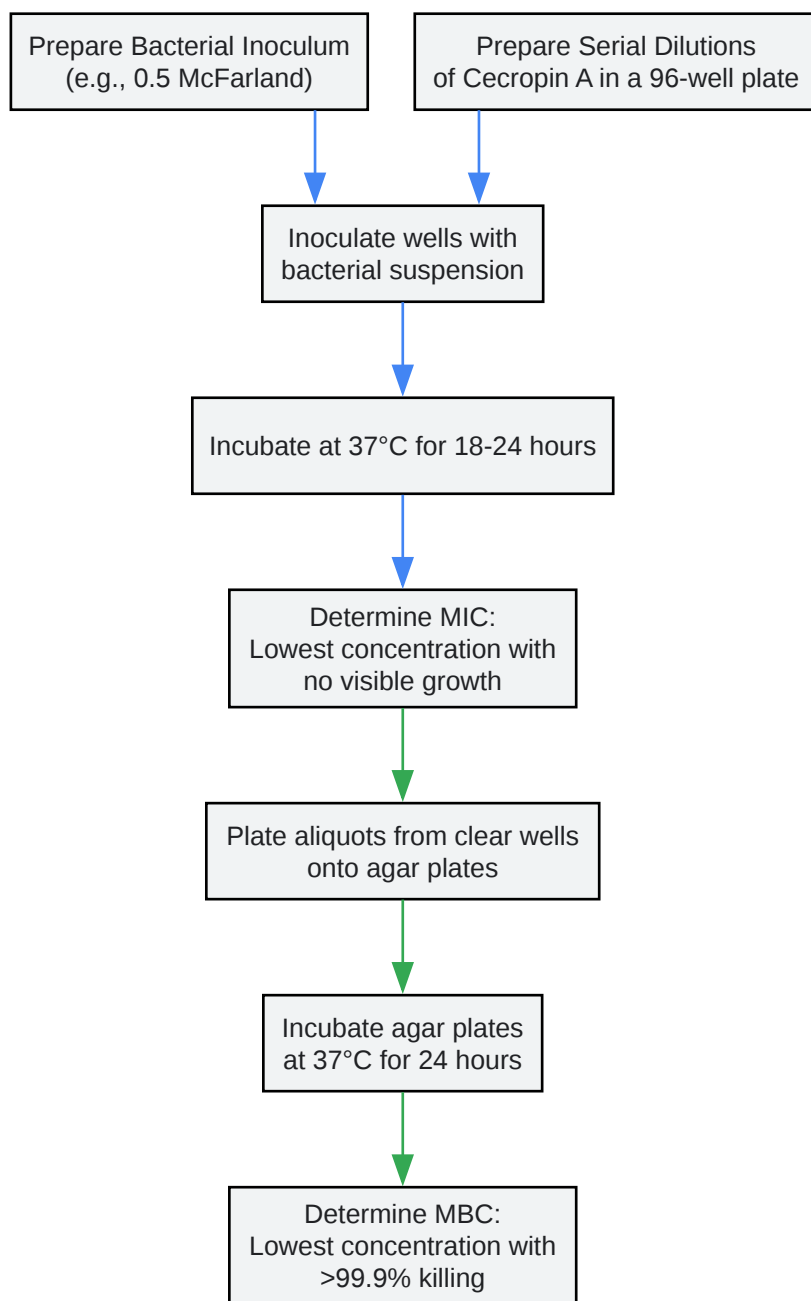 Prepare Bacterial Inoculum
(e.g., 0.5 McFarland)
Prepare Serial Dilutions
of Cecropin A in a 96-well plate
Inoculate wells with
bacterial suspension
Incubate at 37°C for 18-24 hours
Determine MIC:
Lowest concentration with
no visible growth
Plate aliquots from clear wells
onto agar plates
Incubate agar plates
at 37°C for 24 hours
Determine MBC:
Lowest concentration with
>99.9% killing